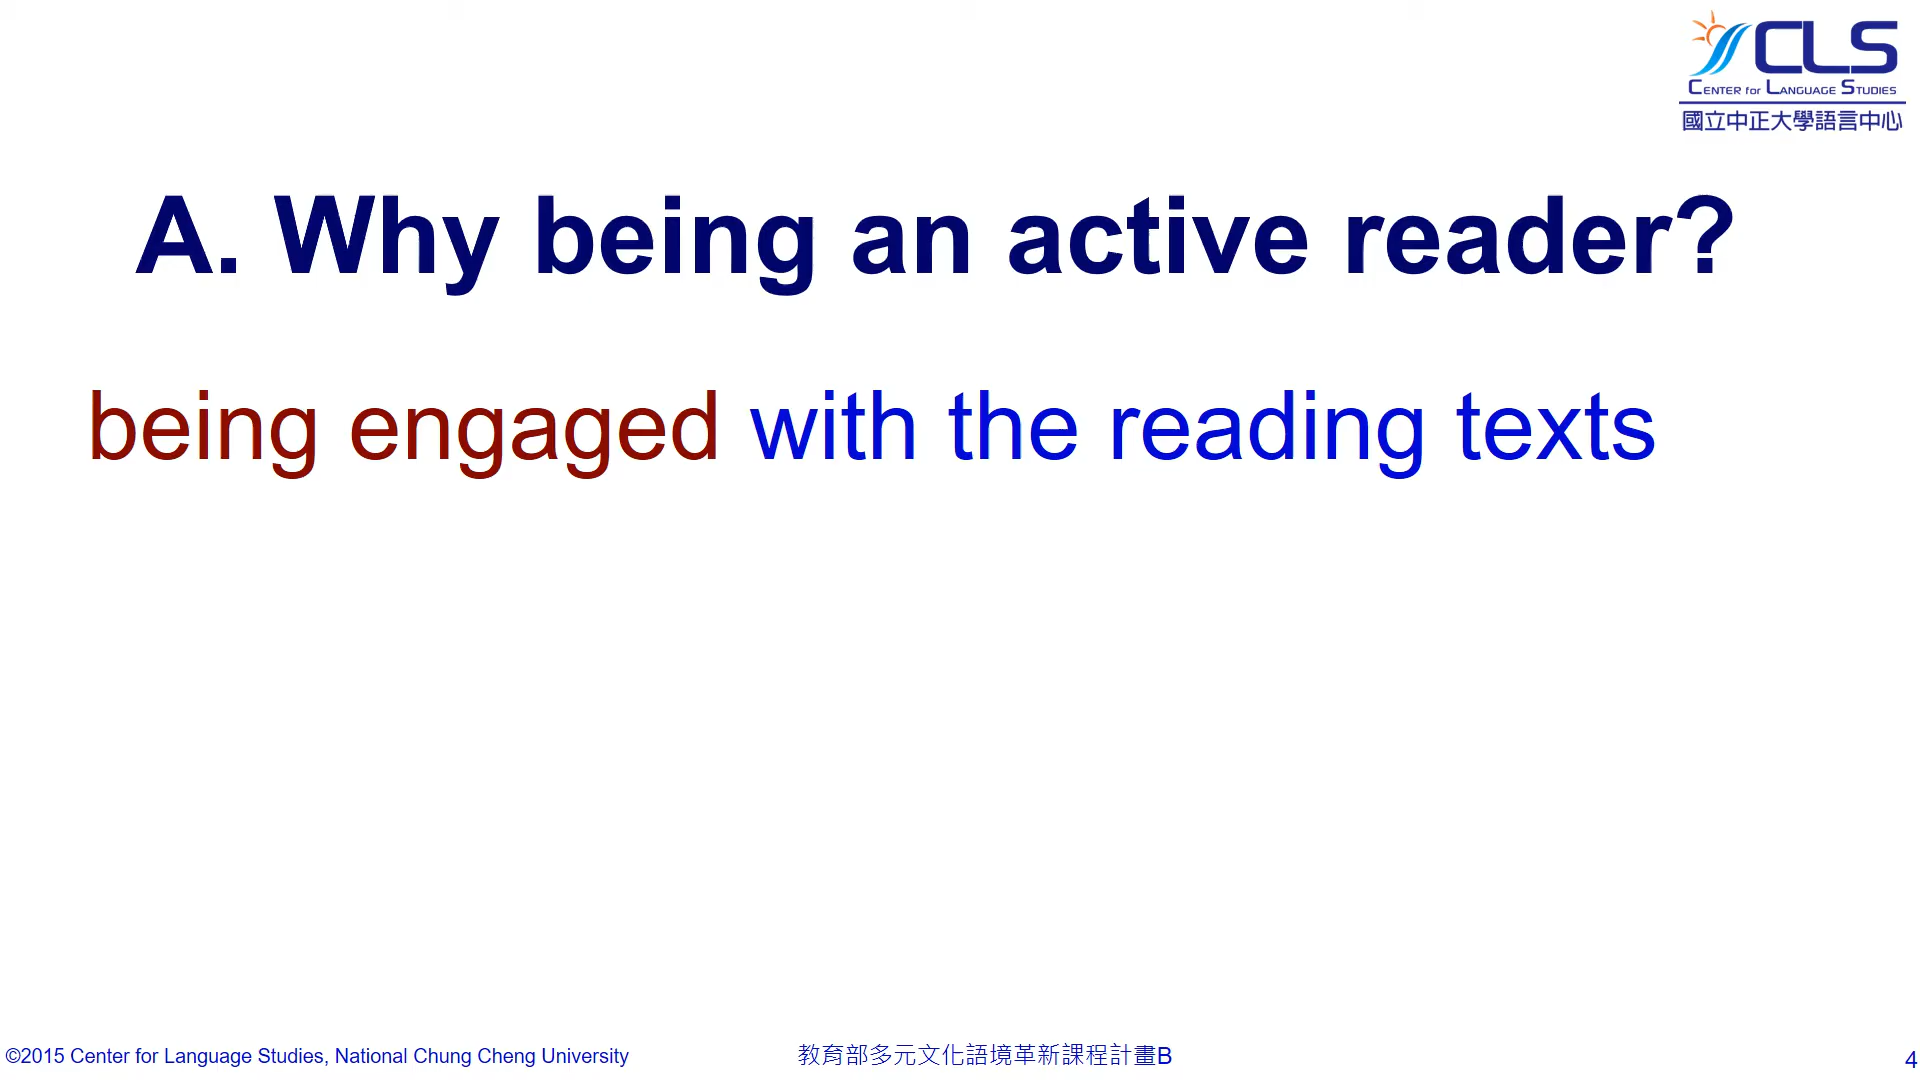 CLS
CENTER for LANGUAGE STUDIES
國立中正大學語言中心
A. Why being an active reader?
being engaged with the reading texts
©2015 Center for Language Studies, National Chung Cheng University
教育部多元文化語境革新課程計畫B
4